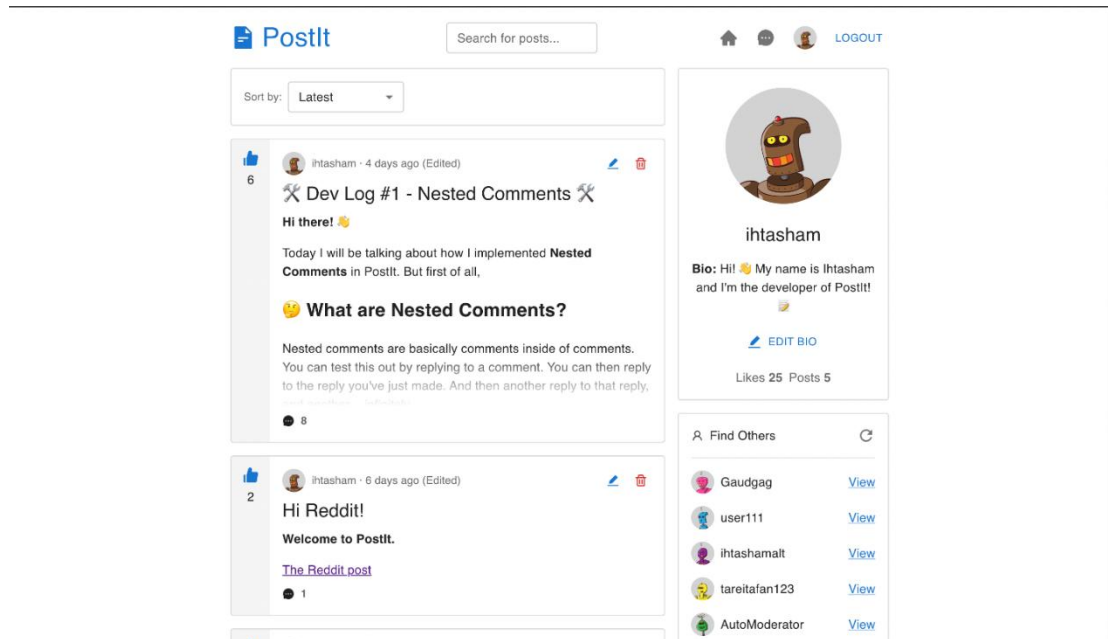 PostIt
Search for posts...
LOGOUT
Sort by: Latest
6
ihtasham · 4 days ago (Edited)
🛠 Dev Log #1 - Nested Comments 🛠
Hi there! 👋
Today I will be talking about how I implemented Nested
Comments in PostIt. But first of all,
🤔 What are Nested Comments?
Nested comments are basically comments inside of comments.
You can test this out by replying to a comment. You can then reply
to the reply you've just made. And then another reply to that reply,
8
2
ihtasham · 6 days ago (Edited)
Hi Reddit!
Welcome to PostIt.
The Reddit post
1
ihtasham
Bio: Hi! 👋 My name is Ihtasham
and I'm the developer of PostIt!
📝
EDIT BIO
Likes 25 Posts 5
Find Others
Gaudgag View
user111 View
ihtashamalt View
tareitafan123 View
AutoModerator View